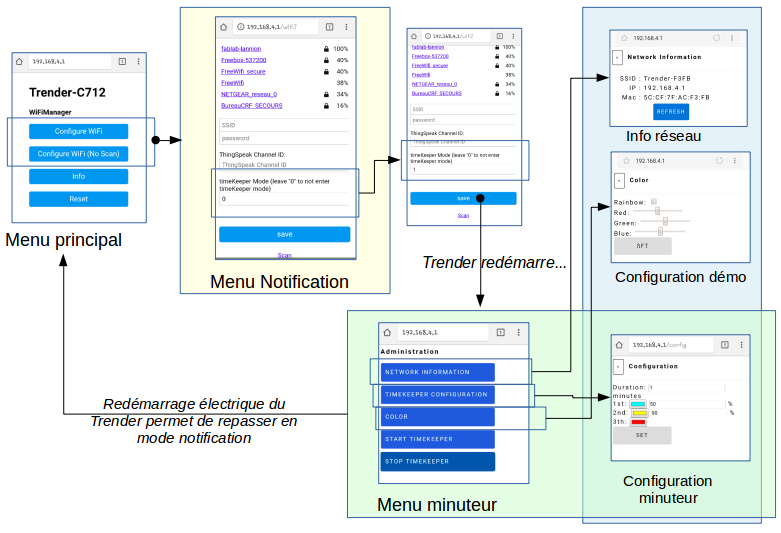 192.168.4.1
Trender-C712
WiFiManager
Configure WiFi
Configure WiFi (No Scan)
Info
Reset
Menu principal
192.168.4.1/wifi?
fablab-lannion 100%
Freebox-537200 40%
FreeWifi_secure 40%
FreeWifi 38%
NETGEAR_reseau_0 34%
BureauCRF_SECOURS 16%
SSID
password
ThingSpeak Channel ID:
ThingSpeak Channel ID
timeKeeper Mode (leave "0" to not enter
timeKeeper mode)
0
save
Scan
Menu Notification
192.168.4.1/wifi?
fablab-lannion 100%
Freebox-537200 40%
FreeWifi_secure 40%
FreeWifi 38%
NETGEAR_reseau_0 34%
BureauCRF_SECOURS 16%
SSID
password
ThingSpeak Channel ID:
ThingSpeak Channel ID
timeKeeper Mode (leave "0" to not enter
timeKeeper mode)
1
save
Scan
Trender redémarre...
192.168.4.1
Network Information
SSID : Trender-F3FB
IP : 192.168.4.1
Mac : 5C:CF:7F:AC:F3:FB
REFRESH
Info réseau
192.168.4.1
Color
Rainbow:
Red:
Green:
Blue:
SET
Configuration démo
192.168.4.1
Administration
NETWORK INFORMATION
TIMEKEEPER CONFIGURATION
COLOR
START TIMEKEEPER
STOP TIMEKEEPER
Menu minuteur
192.168.4.1/config
Configuration
Duration: 1
minutes
1st: 50 %
2nd: 90 %
3th:
SET
Configuration
minuteur
Redémarrage électrique du
Trender permet de repasser en
mode notification